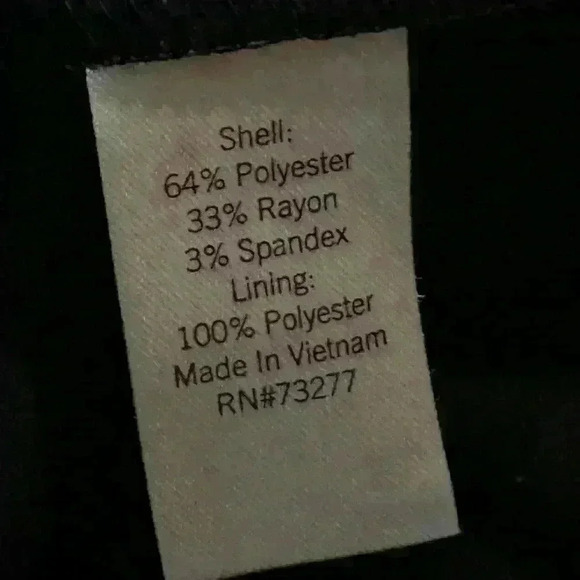 Shell:
64% Polyester
33% Rayon
3% Spandex
Lining:
100% Polyester
Made In Vietnam
RN#73277